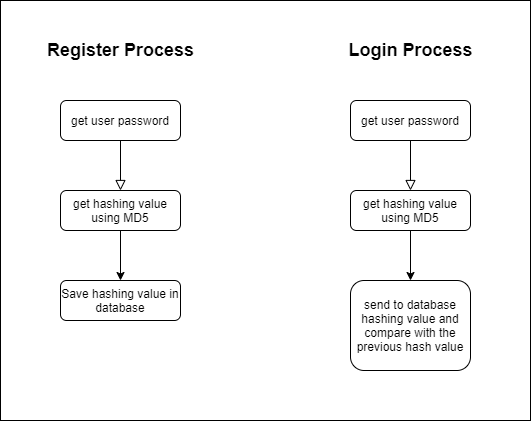 Register Process
get user password
get hashing value
using MD5
Save hashing value in
database
Login Process
get user password
get hashing value
using MD5
send to database
hashing value and
compare with the
previous hash value